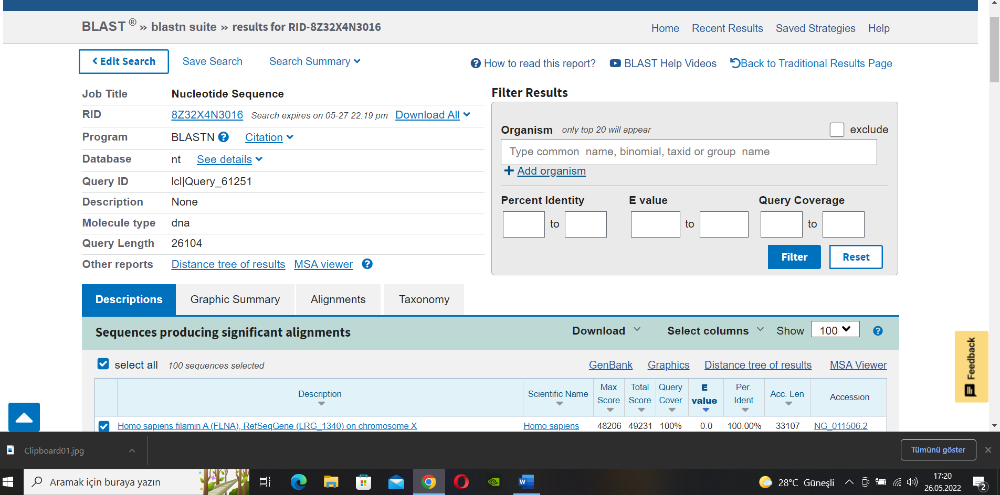 BLAST ® » blastn suite » results for RID-8Z32X4N3016
Home Recent Results Saved Strategies Help
Edit Search Save Search Search Summary
How to read this report? BLAST Help Videos Back to Traditional Results Page
Job Title Nucleotide Sequence
RID 8Z32X4N3016 Search expires on 05-27 22:19 pm Download All
Program BLASTN Citation
Database nt See details
Query ID lcl|Query_61251
Description None
Molecule type dna
Query Length 26104
Other reports Distance tree of results MSA viewer
Filter Results
Organism only top 20 will appear exclude
Type common name, binomial, taxid or group name
Add organism
Percent Identity E value Query Coverage
to to to
Filter Reset
Descriptions Graphic Summary Alignments Taxonomy
Sequences producing significant alignments Download Select columns Show 100
select all 100 sequences selected GenBank Graphics Distance tree of results MSA Viewer
Description Scientific Name Max Score Total Score Query Cover E value Per. Ident Acc. Len Accession
Homo sapiens filamin A (FLNA), RefSeqGene (LRG_1340) on chromosome X Homo sapiens 48206 49231 100% 0.0 100.00% 33107 NG_011506.2
Feedback
Clipboard01.jpg Tümünü göster
Aramak için buraya yazın W 28°C Güneşli 17:20
26.05.2022 2